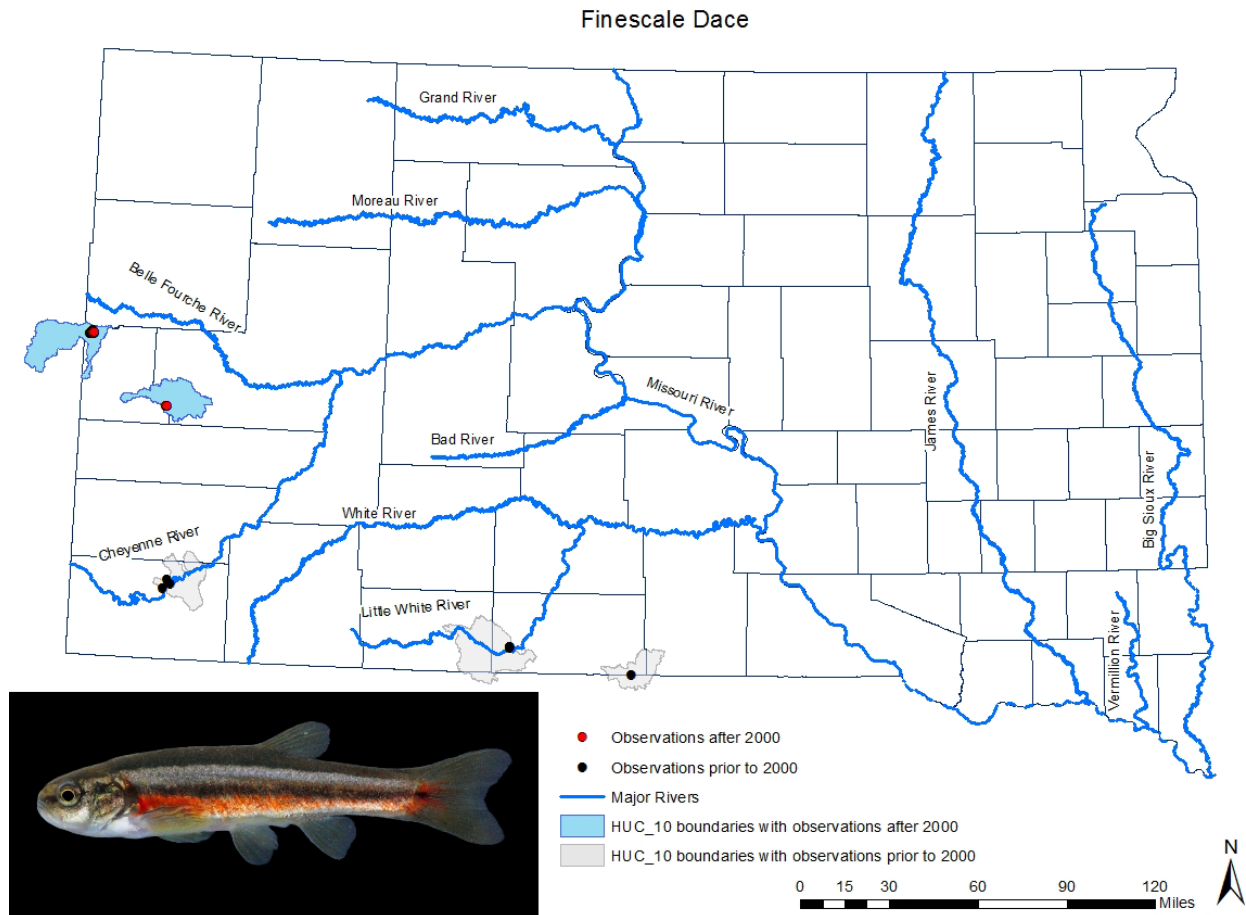 Finescale Dace
Grand River
Moreau River
Belle Fourche River
Missouri River
James River
Bad River
Big Sioux River
White River
Cheyenne River
Little White River
Vermillion River
Observations after 2000
Observations prior to 2000
Major Rivers
HUC_10 boundaries with observations after 2000
HUC_10 boundaries with observations prior to 2000
N
0 15 30 60 90 120
Miles